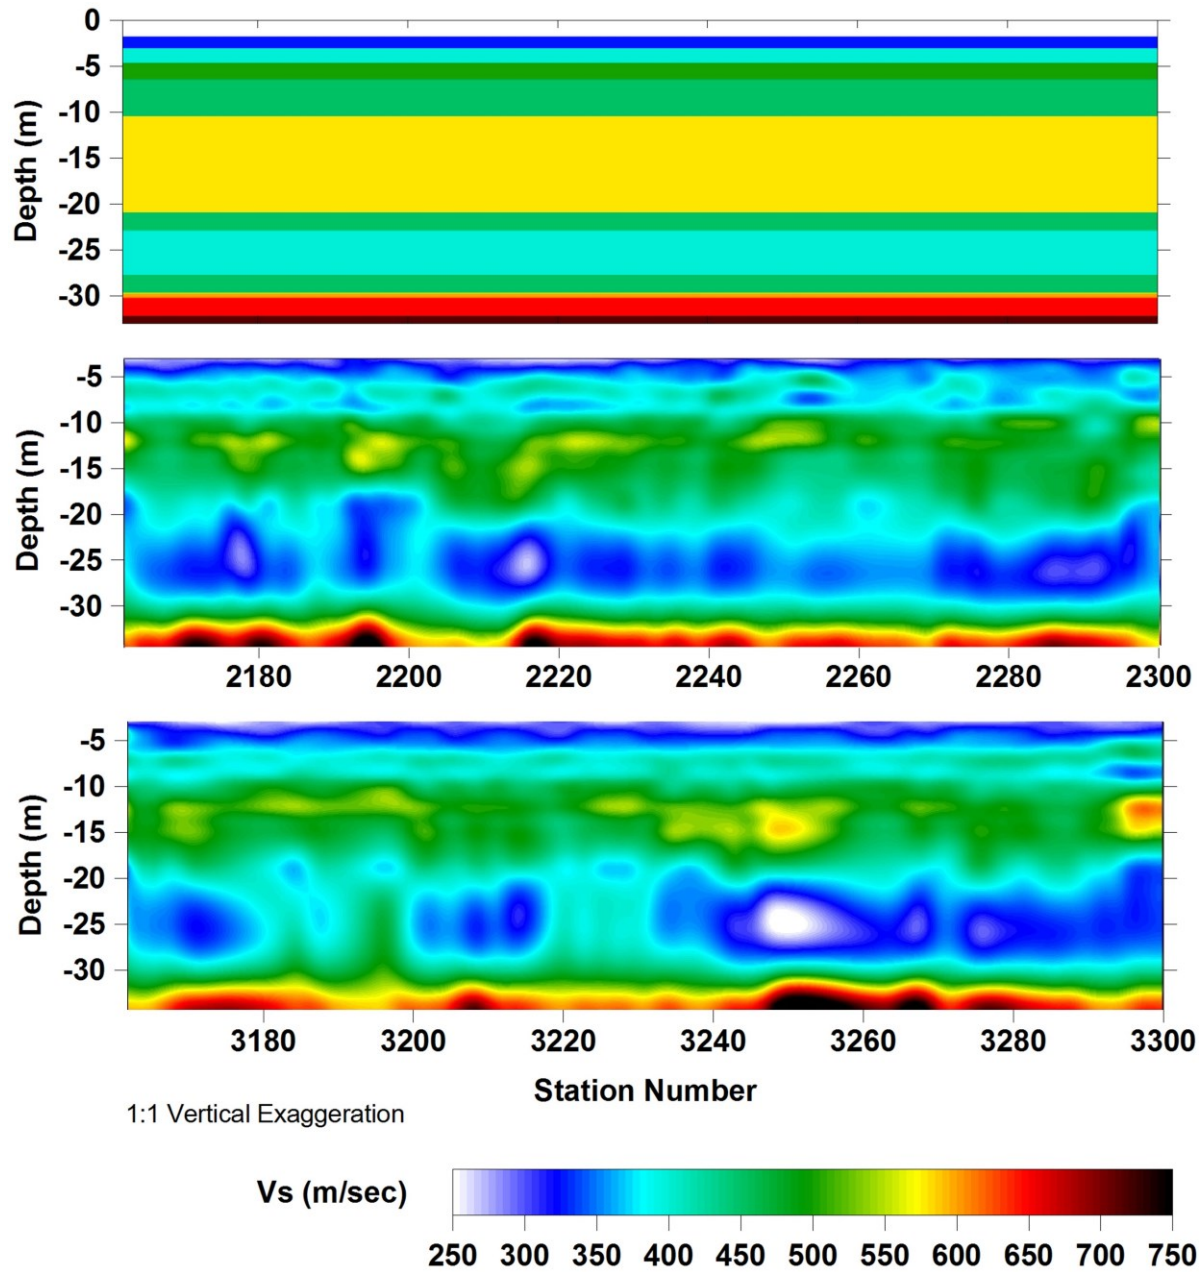 0
-5
-10
-15
-20
-25
-30
Depth (m)
-5
-10
-15
-20
-25
-30
Depth (m)
2180 2200 2220 2240 2260 2280 2300
-5
-10
-15
-20
-25
-30
Depth (m)
3180 3200 3220 3240 3260 3280 3300
Station Number
1:1 Vertical Exaggeration
Vs (m/sec)
250 300 350 400 450 500 550 600 650 700 750